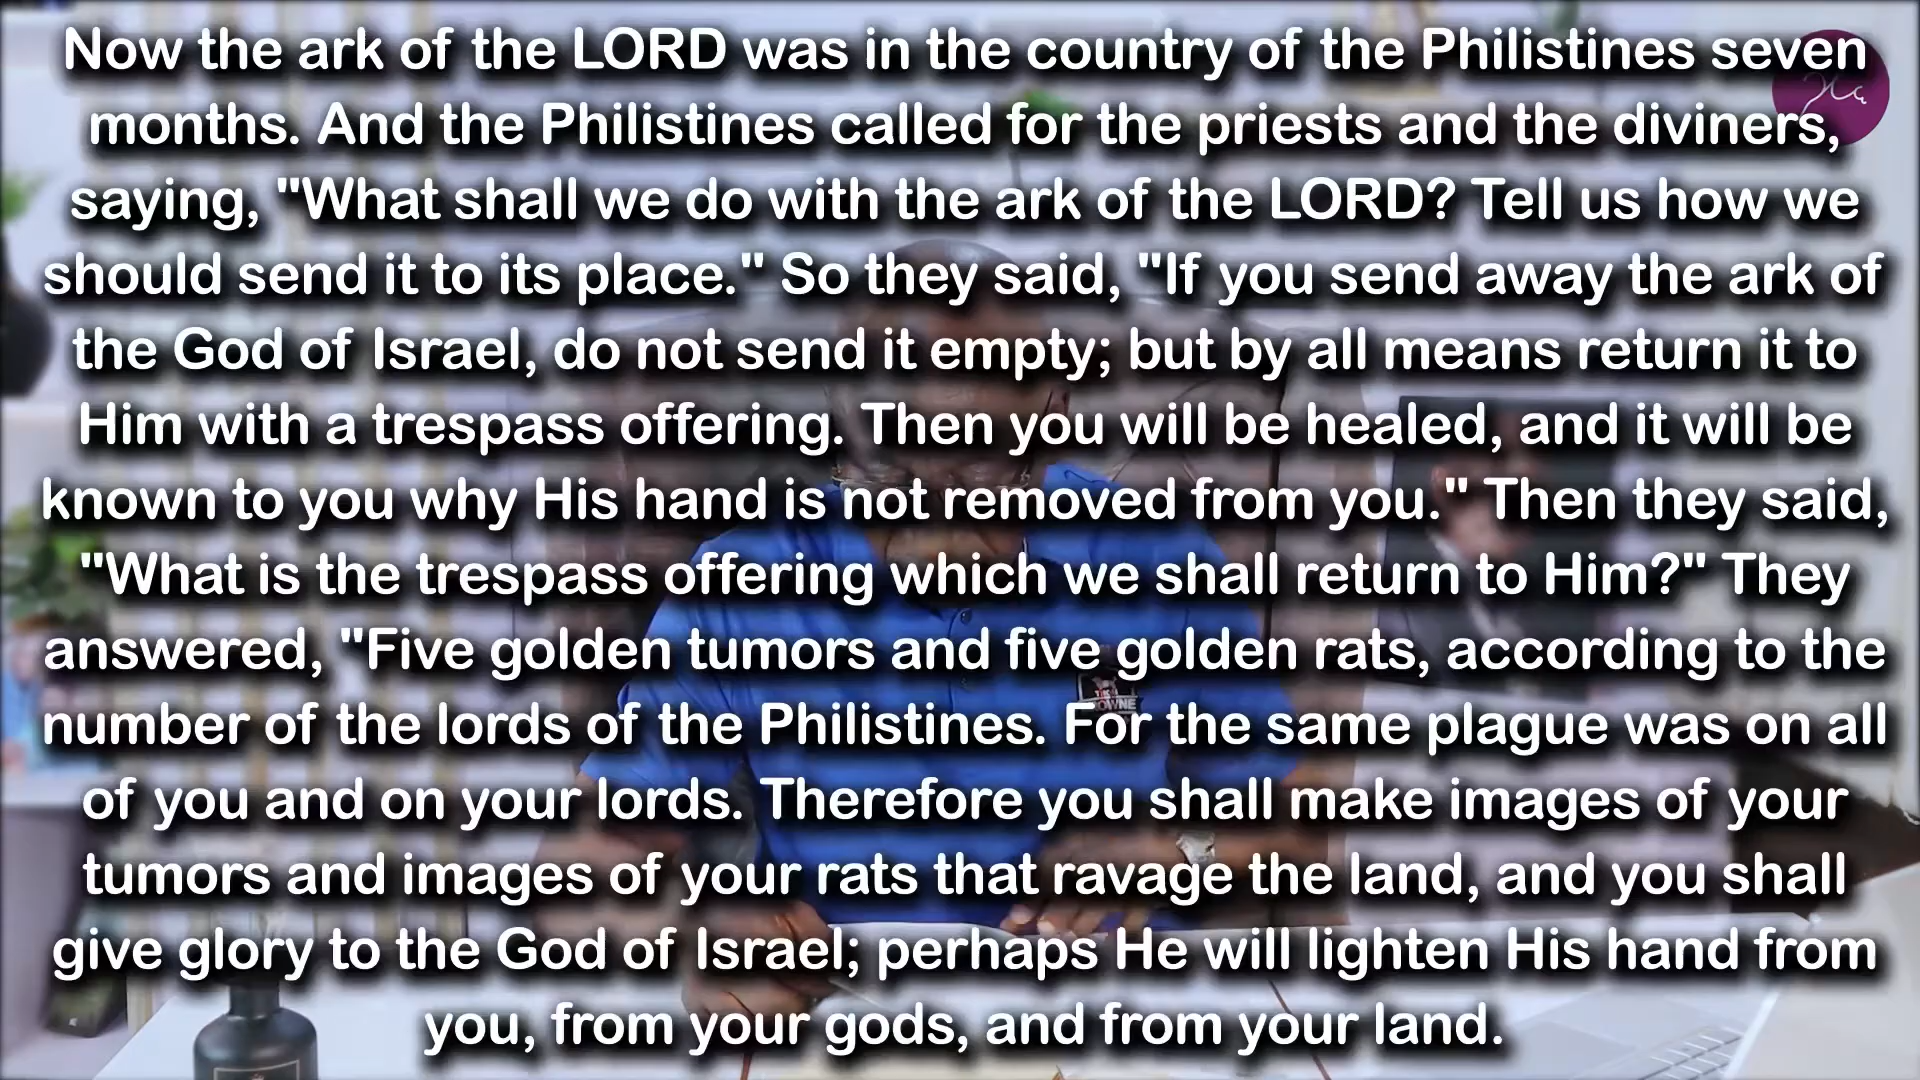 Now the ark of the LORD was in the country of the Philistines seven
months. And the Philistines called for the priests and the diviners,
saying, "What shall we do with the ark of the LORD? Tell us how we
should send it to its place." So they said, "If you send away the ark of
the God of Israel, do not send it empty; but by all means return it to
Him with a trespass offering. Then you will be healed, and it will be
known to you why His hand is not removed from you." Then they said,
"What is the trespass offering which we shall return to Him?" They
answered, "Five golden tumors and five golden rats, according to the
number of the lords of the Philistines. For the same plague was on all
of you and on your lords. Therefore you shall make images of your
tumors and images of your rats that ravage the land, and you shall
give glory to the God of Israel; perhaps He will lighten His hand from
you, from your gods, and from your land.